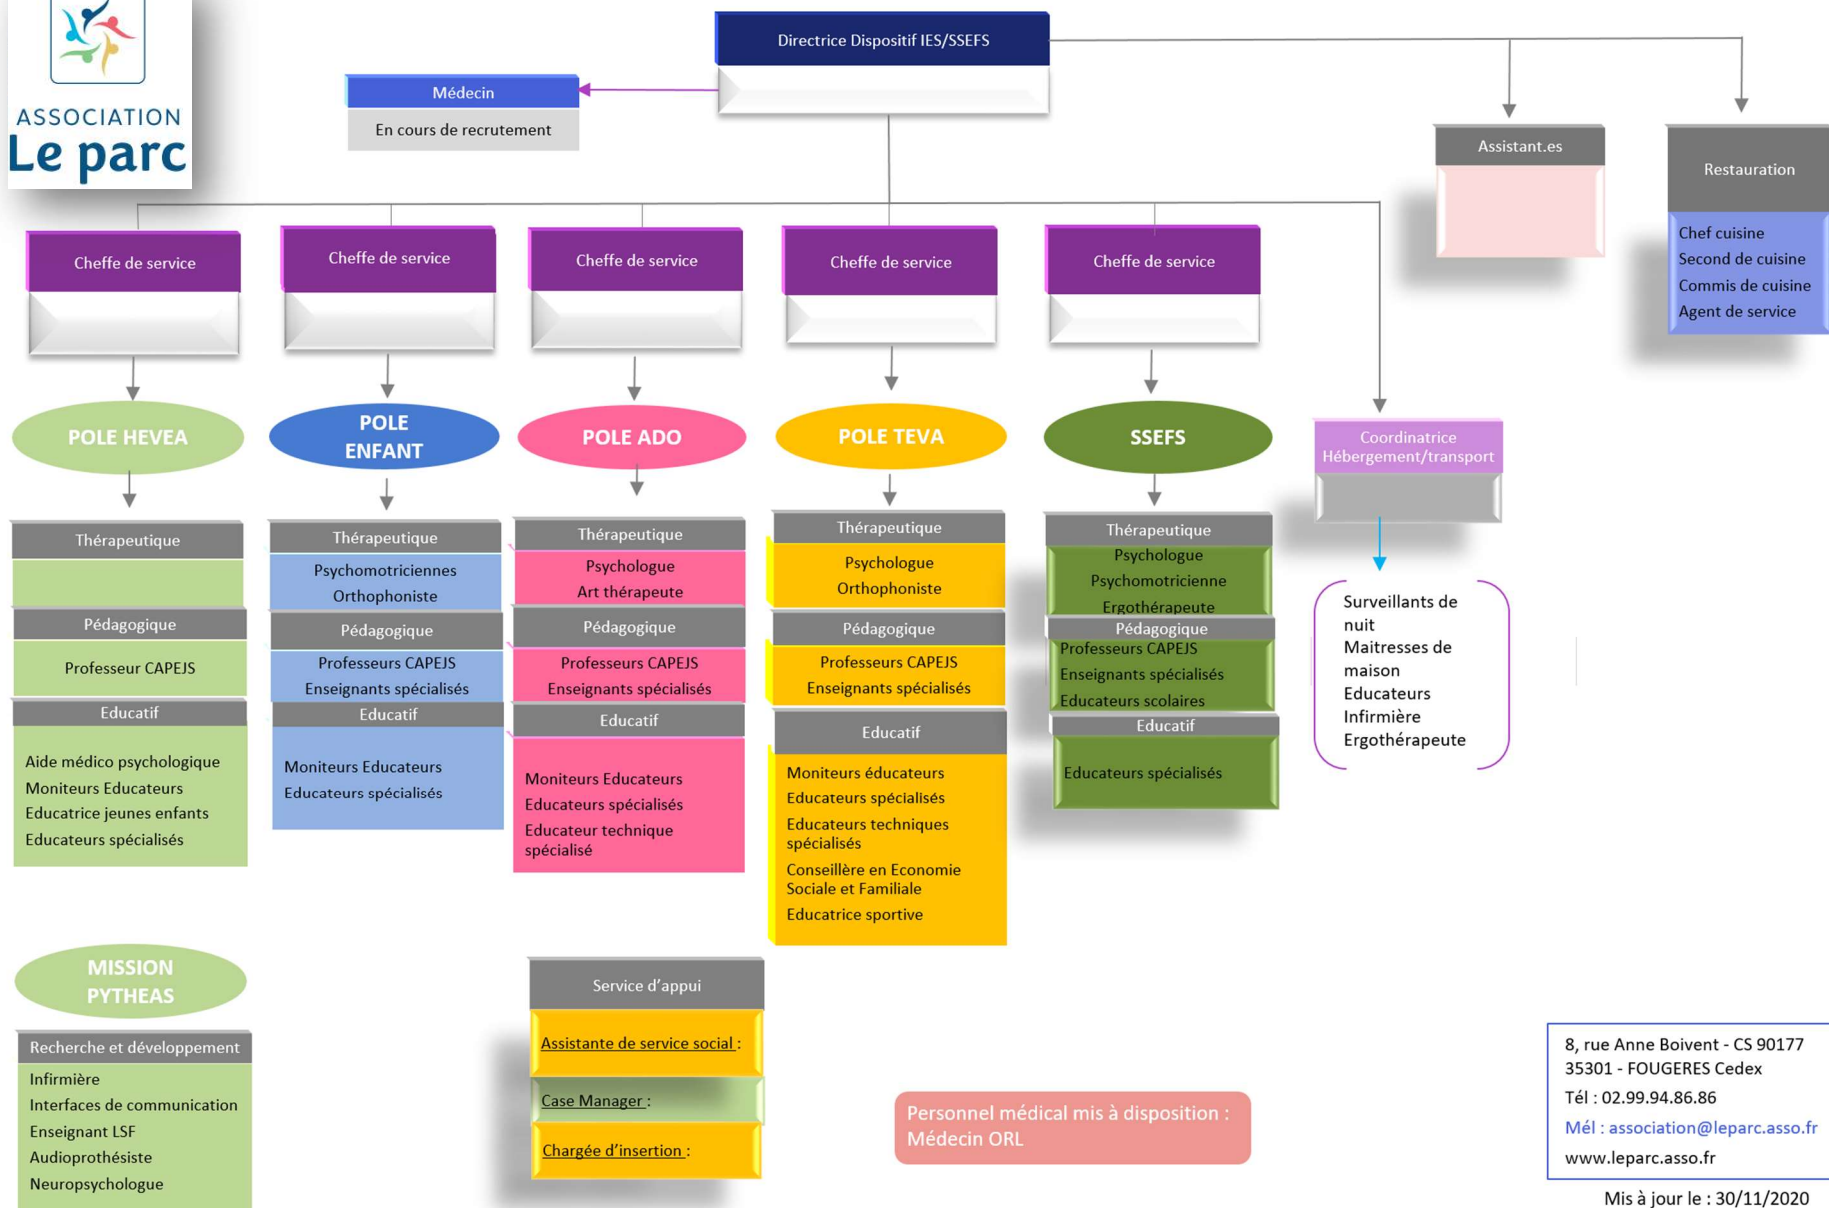 ASSOCIATION
Le parc
Directrice Dispositif IES/SSEFS
Médecin
En cours de recrutement
Assistant.es
Restauration
Chef cuisine
Second de cuisine
Commis de cuisine
Agent de service
Cheffe de service
Cheffe de service
Cheffe de service
Cheffe de service
Cheffe de service
POLE HEVEA
POLE
ENFANT
POLE ADO
POLE TEVA
SSEFS
Coordinatrice
Hébergement/transport
Thérapeutique
Pédagogique
Professeur CAPEJS
Educatif
Aide médico psychologique
Moniteurs Educateurs
Educatrice jeunes enfants
Educateurs spécialisés
Thérapeutique
Psychomotriciennes
Orthophoniste
Pédagogique
Professeurs CAPEJS
Enseignants spécialisés
Educatif
Moniteurs Educateurs
Educateurs spécialisés
Thérapeutique
Psychologue
Art thérapeute
Pédagogique
Professeurs CAPEJS
Enseignants spécialisés
Educatif
Moniteurs Educateurs
Educateurs spécialisés
Educateur technique
spécialisé
Thérapeutique
Psychologue
Orthophoniste
Pédagogique
Professeurs CAPEJS
Enseignants spécialisés
Educatif
Moniteurs éducateurs
Educateurs spécialisés
Educateurs techniques
spécialisés
Conseillère en Economie
Sociale et Familiale
Educatrice sportive
Thérapeutique
Psychologue
Psychomotricienne
Ergothérapeute
Pédagogique
Professeurs CAPEJS
Enseignants spécialisés
Educateurs scolaires
Educatif
Educateurs spécialisés
Surveillants de
nuit
Maitresses de
maison
Educateurs
Infirmière
Ergothérapeute
MISSION
PYTHEAS
Recherche et développement
Infirmière
Interfaces de communication
Enseignant LSF
Audioprothésiste
Neuropsychologue
Service d'appui
Assistante de service social :
Case Manager :
Chargée d'insertion :
Personnel médical mis à disposition :
Médecin ORL
8, rue Anne Boivent - CS 90177
35301 - FOUGERES Cedex
Tél : 02.99.94.86.86
Mél : association@leparc.asso.fr
www.leparc.asso.fr
Mis à jour le : 30/11/2020